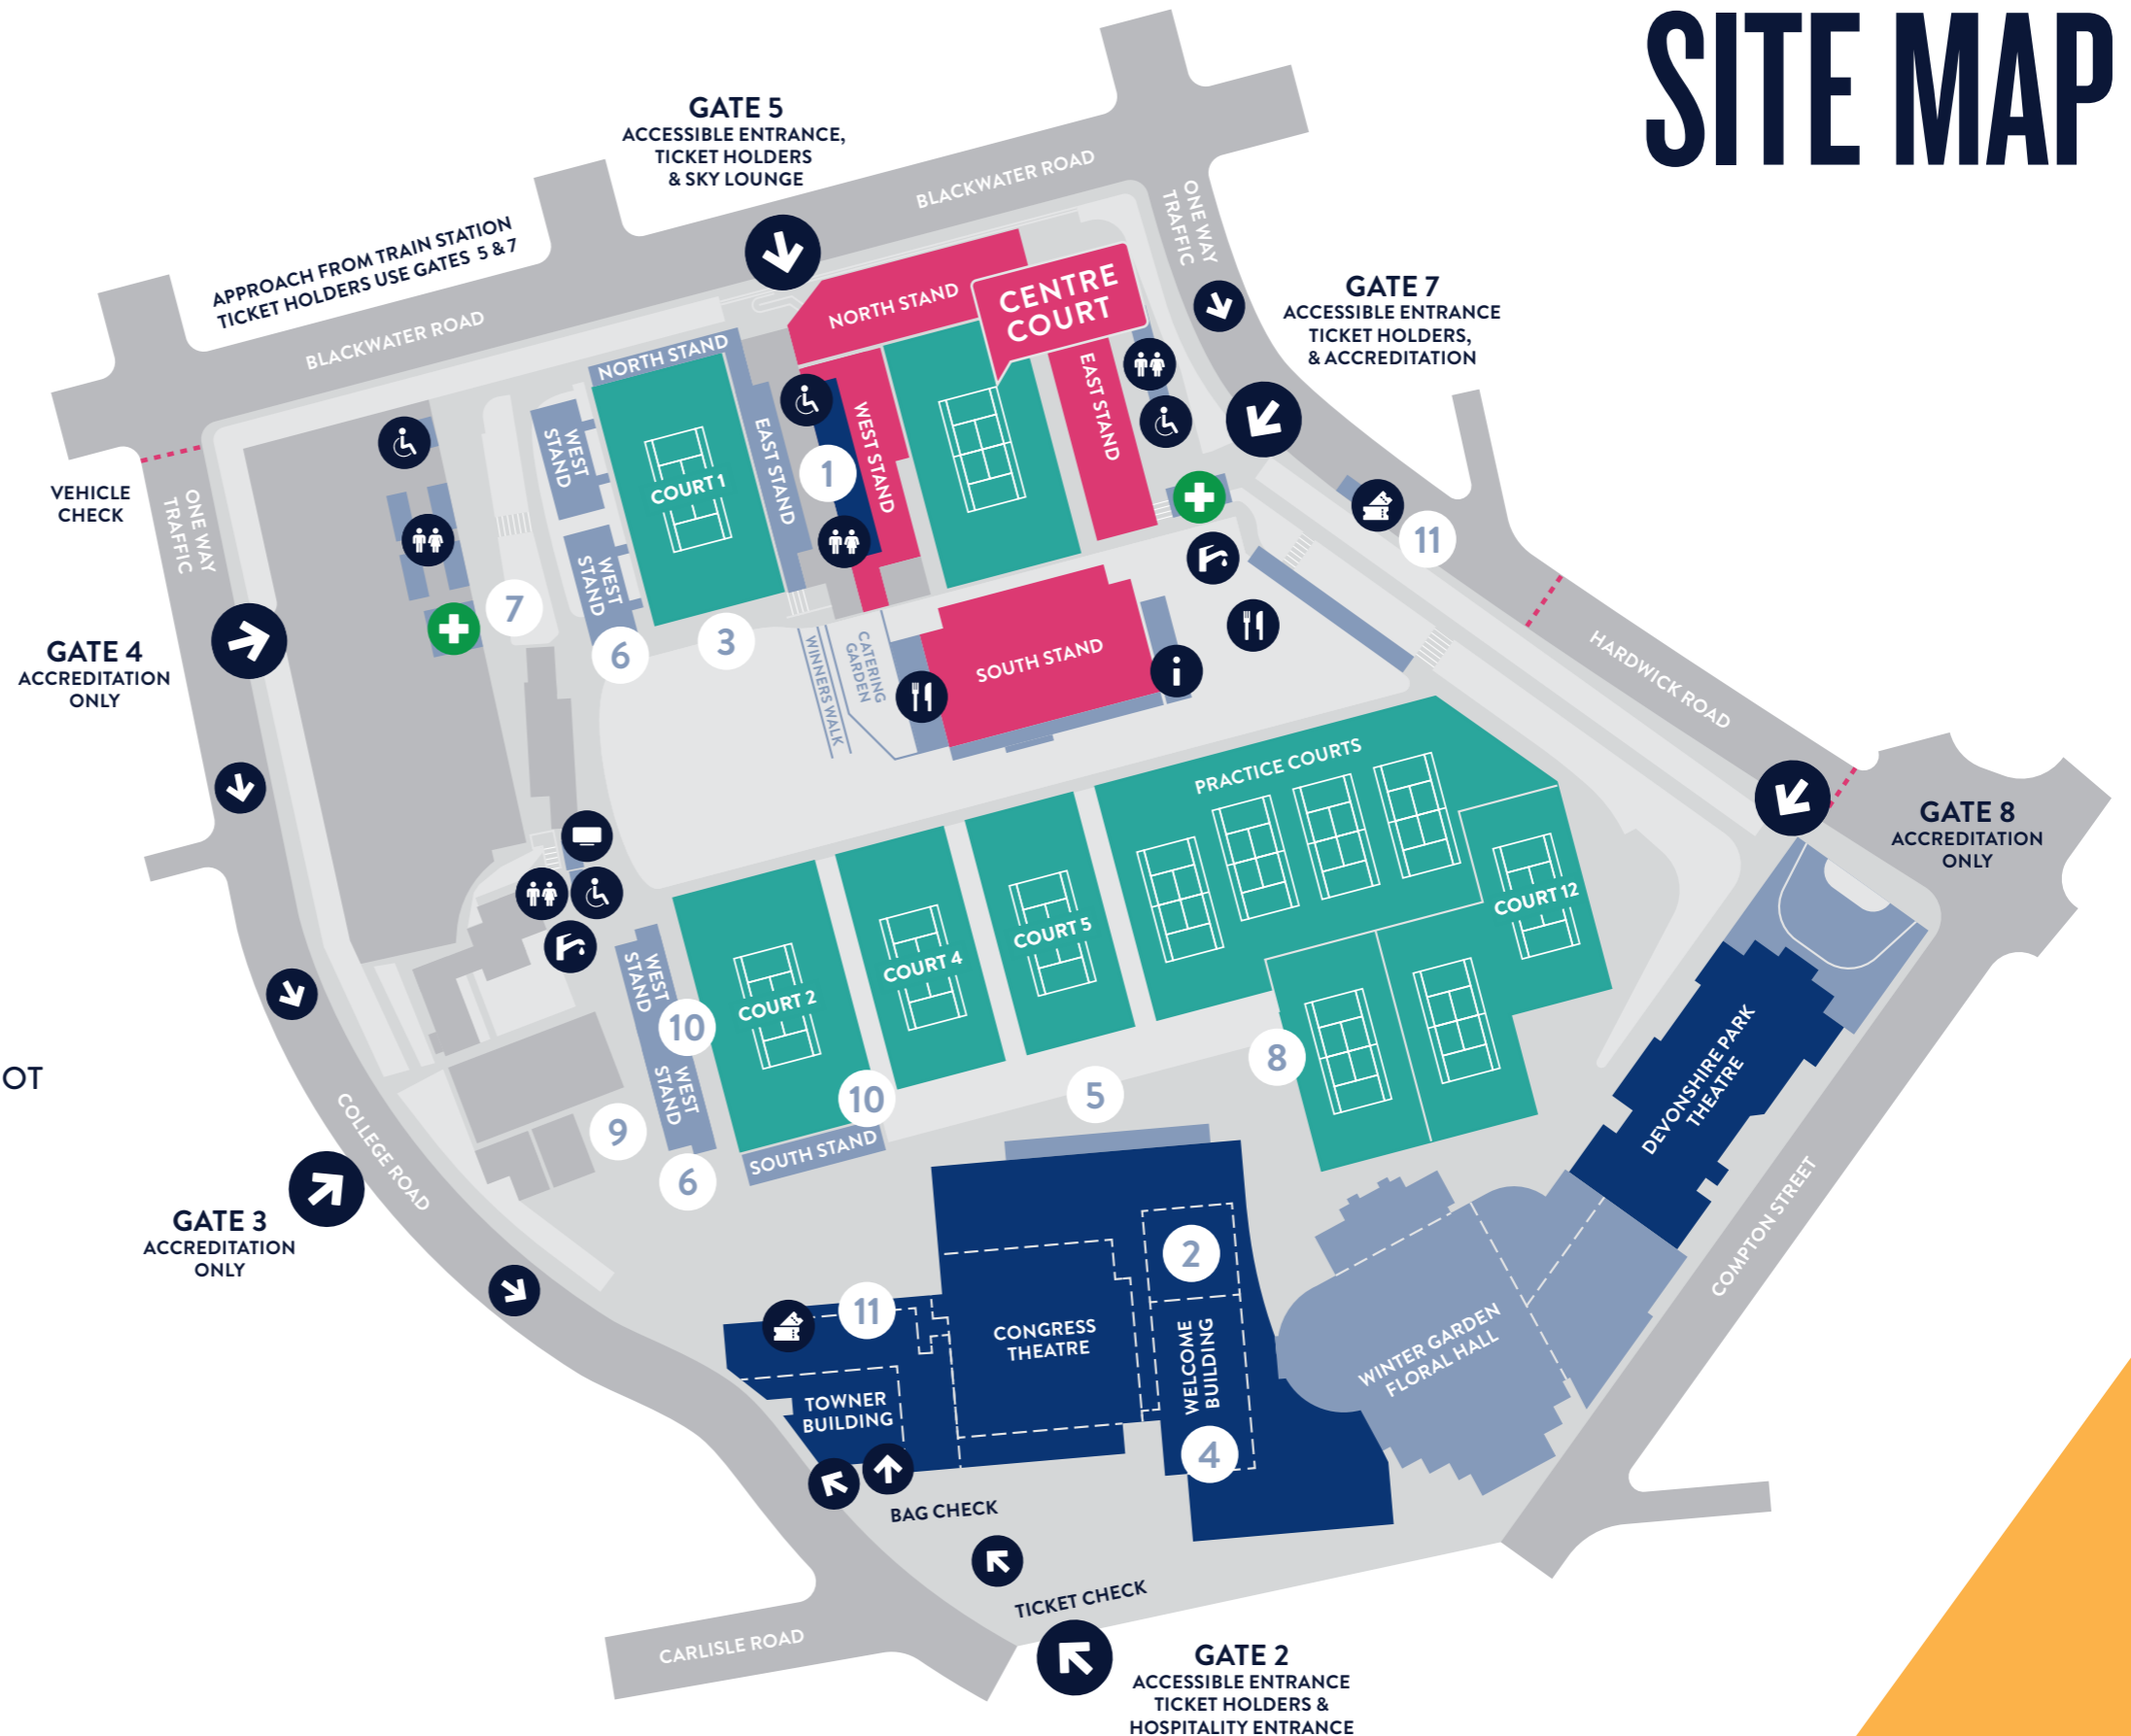 SITE MAP
GATE 5
ACCESSIBLE ENTRANCE,
TICKET HOLDERS
& SKY LOUNGE
BLACKWATER ROAD
ONE WAY
TRAFFIC
APPROACH FROM TRAIN STATION
TICKET HOLDERS USE GATES 5 & 7
BLACKWATER ROAD
GATE 7
ACCESSIBLE ENTRANCE
TICKET HOLDERS,
& ACCREDITATION
NORTH STAND
CENTRE
COURT
NORTH STAND
WEST
STAND
COURT 1
EAST STAND
1
WEST STAND
EAST STAND
VEHICLE
CHECK
ONE WAY
TRAFFIC
11
WEST
STAND
7
6
3
WINNERS WALK
CATERING
GARDEN
SOUTH STAND
i
HARDWICK ROAD
GATE 4
ACCREDITATION
ONLY
PRACTICE COURTS
GATE 8
ACCREDITATION
ONLY
COURT 12
COURT 5
COURT 4
COURT 2
WEST
STAND
10
WEST
STAND
10
5
8
9
6
SOUTH STAND
DEVONSHIRE PARK
THEATRE
OT
COLLEGE ROAD
GATE 3
ACCREDITATION
ONLY
COMPTON STREET
2
11
CONGRESS
THEATRE
WELCOME
BUILDING
4
WINTER GARDEN
FLORAL HALL
TOWNER
BUILDING
BAG CHECK
TICKET CHECK
CARLISLE ROAD
GATE 2
ACCESSIBLE ENTRANCE
TICKET HOLDERS &
HOSPITALITY ENTRANCE